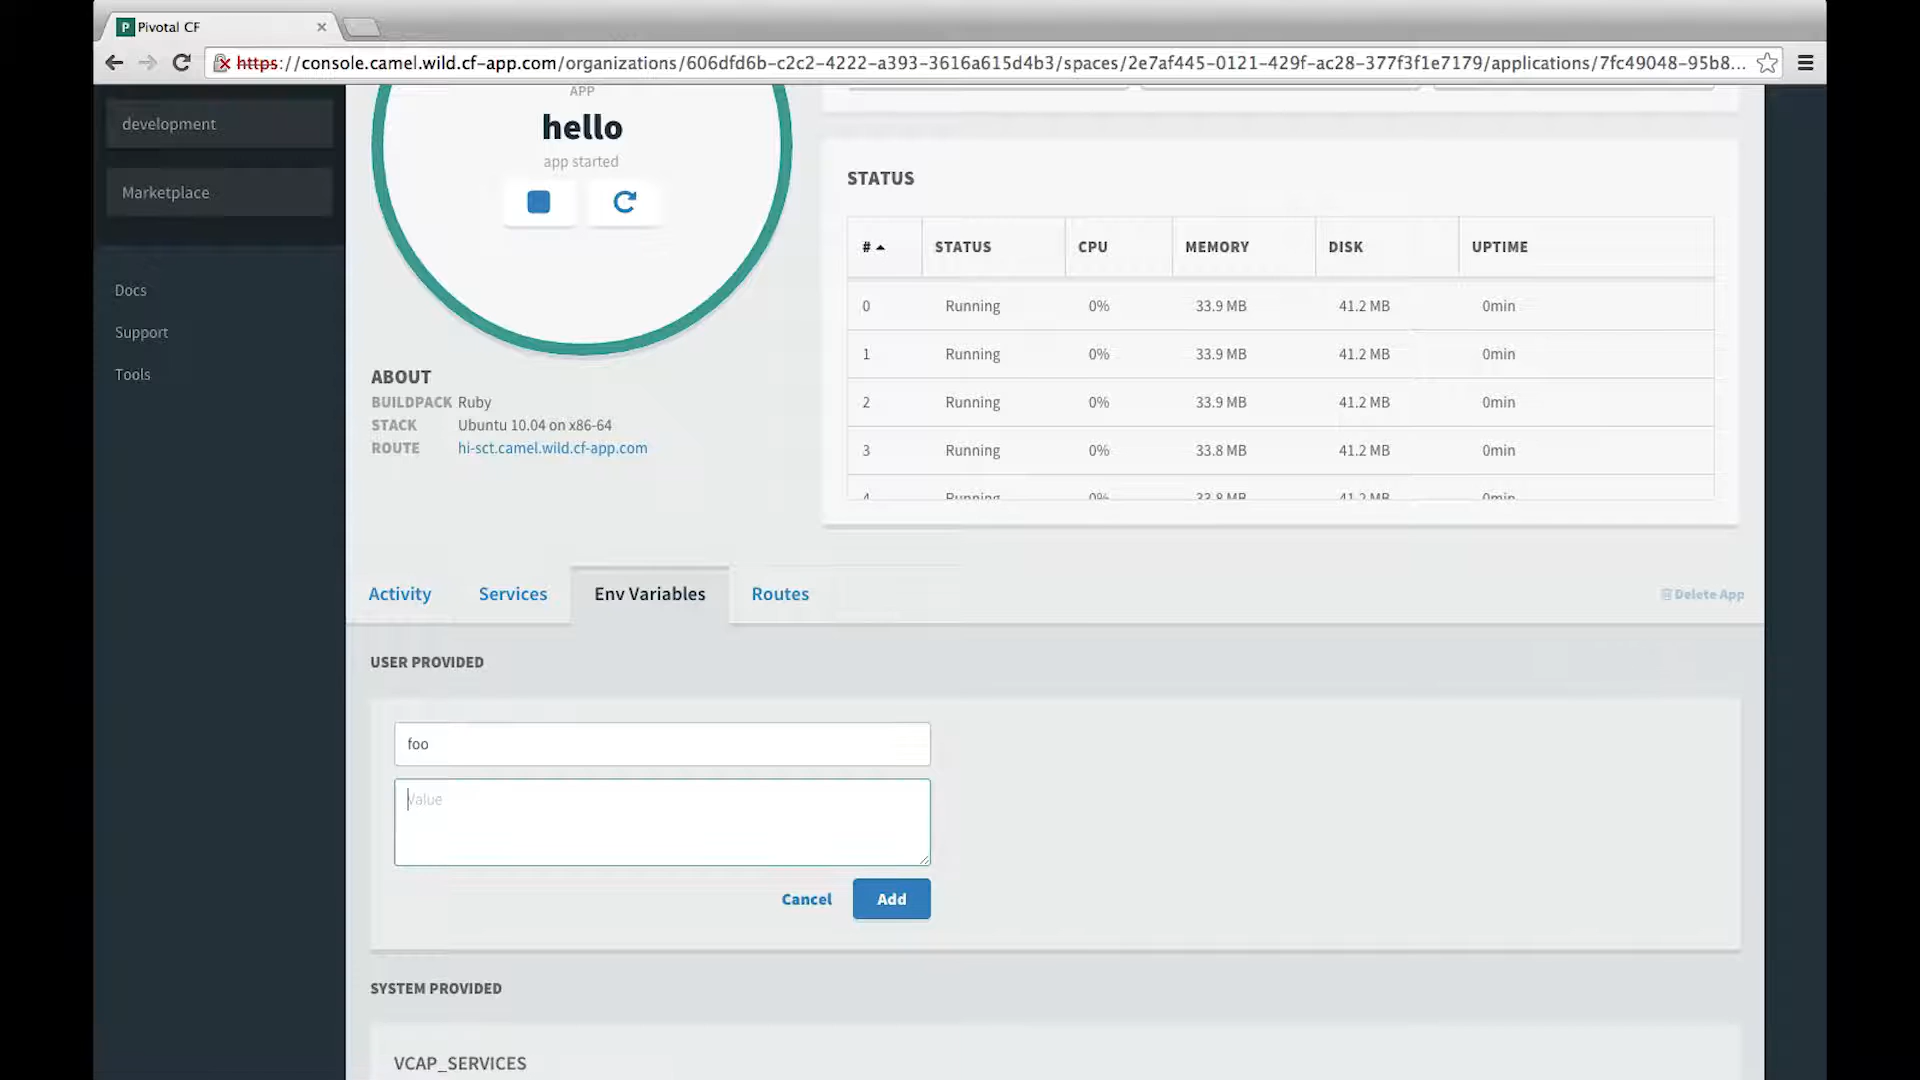 Pivotal CF
https://console.camel.wild.cf-app.com/organizations/606dfd6b-c2c2-4222-a393-3616a615d4b3/spaces/2e7af445-0121-429f-ac28-377f3f1e7179/applications/7fc49048-95b8...
development
Marketplace
Docs
Support
Tools
APP
hello
app started
ABOUT
BUILDPACK Ruby
STACK Ubuntu 10.04 on x86-64
ROUTE hi-sct.camel.wild.cf-app.com
STATUS
# STATUS CPU MEMORY DISK UPTIME
0 Running 0% 33.9 MB 41.2 MB 0min
1 Running 0% 33.9 MB 41.2 MB 0min
2 Running 0% 33.9 MB 41.2 MB 0min
3 Running 0% 33.8 MB 41.2 MB 0min
4 Running 0% 33.8 MB 41.2 MB 0min
Activity Services Env Variables Routes Delete App
USER PROVIDED
foo
Value
Cancel Add
SYSTEM PROVIDED
VCAP_SERVICES